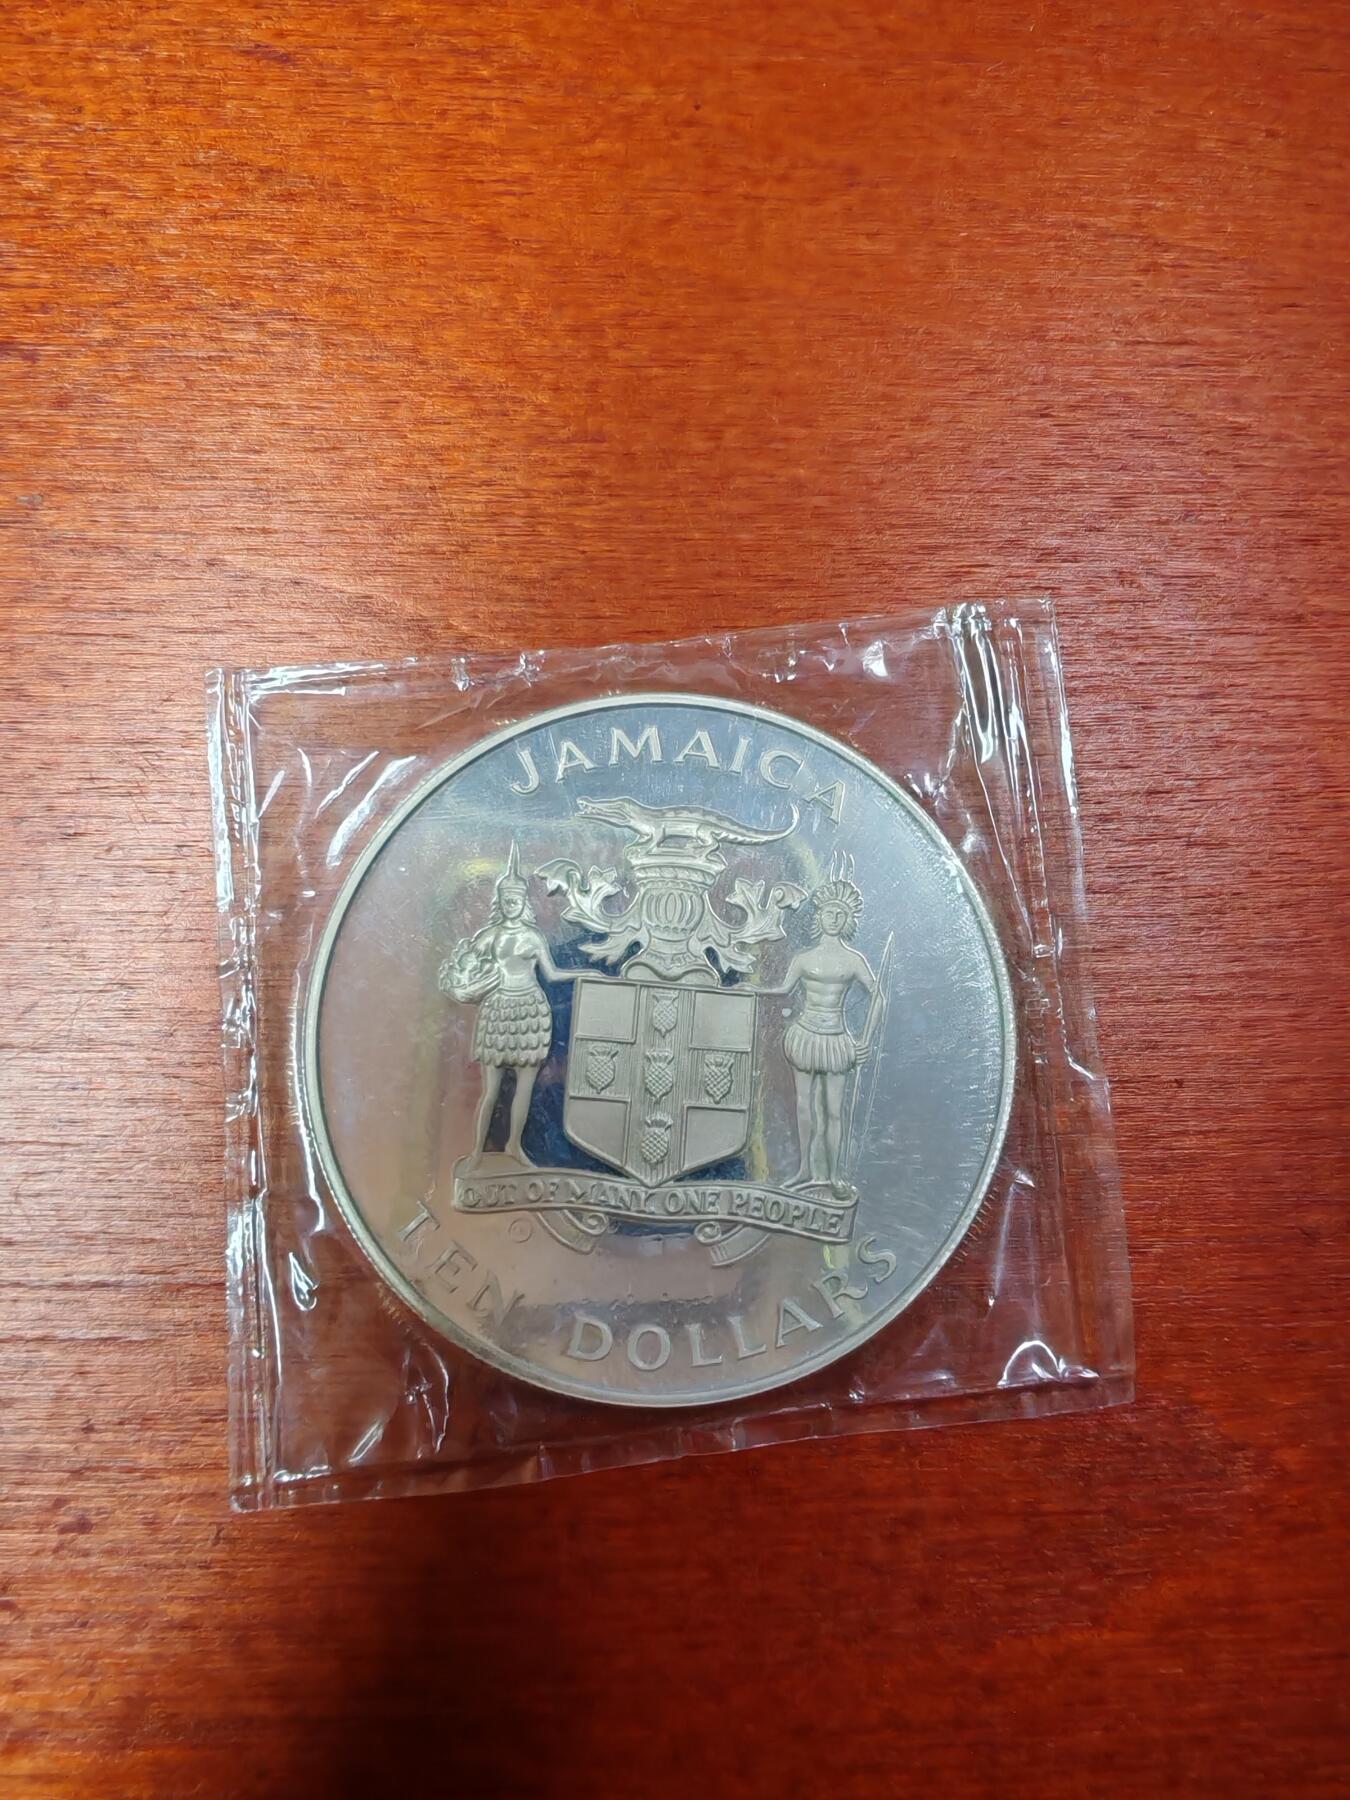 JAMAICA
OUT OF MANY, ONE PEOPLE
TEN DOLLARS